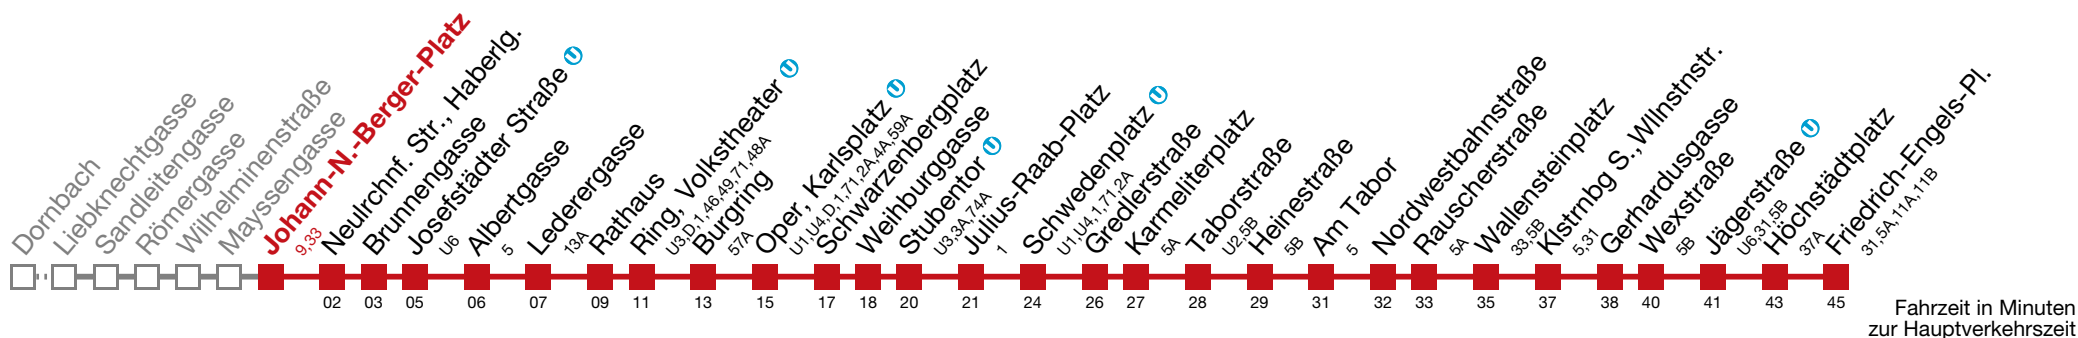 Dornbach
Liebknechtgasse
Sandleitengasse
Römergasse
Wilhelminenstraße
Mayssengasse
Johann-N.-Berger-Platz
9,33
Neulrchnf. Str., Haberlg.
Brunnengasse
Josefstädter Straße U
U6
Albertgasse
5
Lederergasse
13A
Rathaus
Ring, Volkstheater U
U3,D,1,46,49,71,48A
Burgring
57A
Oper, Karlsplatz U
U1,U4,D,1,71,2A,4A,59A
Schwarzenbergplatz
Weihburggasse
Stubentor U
U3,3A,74A
Julius-Raab-Platz
1
Schwedenplatz U
U1,U4,1,71,2A
Gredlerstraße
Karmeliterplatz
5A
Taborstraße
U2,5B
Heinestraße
5B
Am Tabor
5
Nordwestbahnstraße
Rauscherstraße
5A
Wallensteinplatz
33,5B
Klstrnbg S.,Wllnstnstr.
5,31
Gerhardusgasse
Wexstraße
5B
Jägerstraße U
U6,31,5B
Höchstädtplatz
37A
Friedrich-Engels-Pl.
31,5A,11A,11B
02 03 05 06 07 09 11 13 15 17 18 20 21 24 26 27 28 29 31 32 33 35 37 38 40 41 43 45
Fahrzeit in Minuten
zur Hauptverkehrszeit